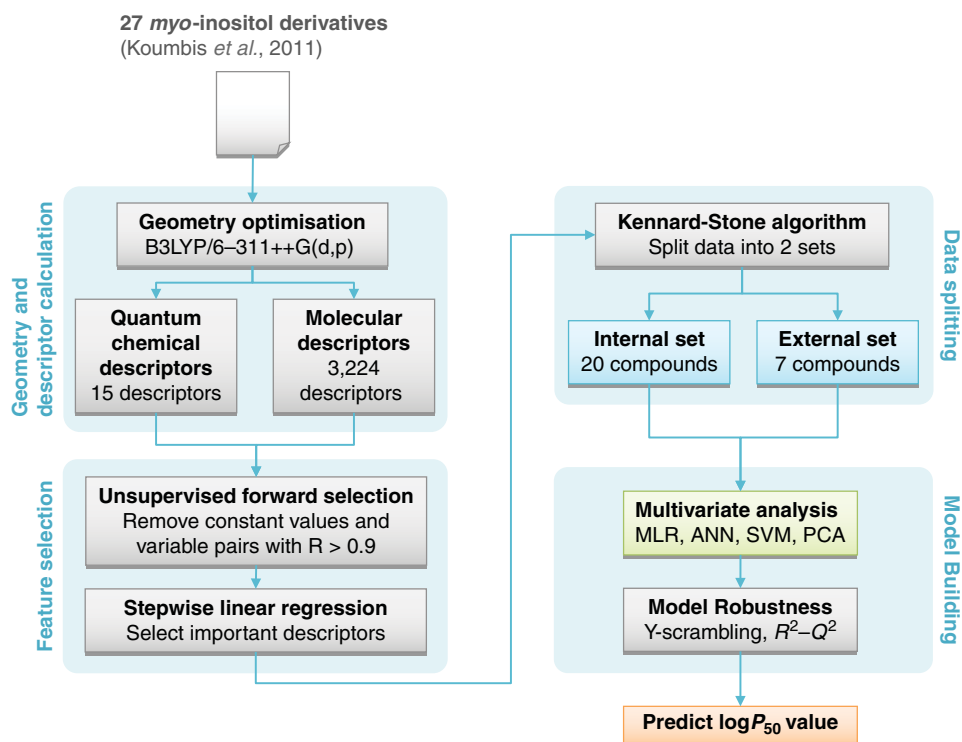 27 myo-inositol derivatives
(Koumbis et al., 2011)
Geometry and
descriptor calculation
Geometry optimisation
B3LYP/6–311++G(d,p)
Quantum
chemical
descriptors
15 descriptors
Molecular
descriptors
3,224
descriptors
Feature selection
Unsupervised forward selection
Remove constant values and
variable pairs with R > 0.9
Stepwise linear regression
Select important descriptors
Data splitting
Kennard-Stone algorithm
Split data into 2 sets
Internal set
20 compounds
External set
7 compounds
Model Building
Multivariate analysis
MLR, ANN, SVM, PCA
Model Robustness
Y-scrambling, R²–Q²
Predict logP₅₀ value